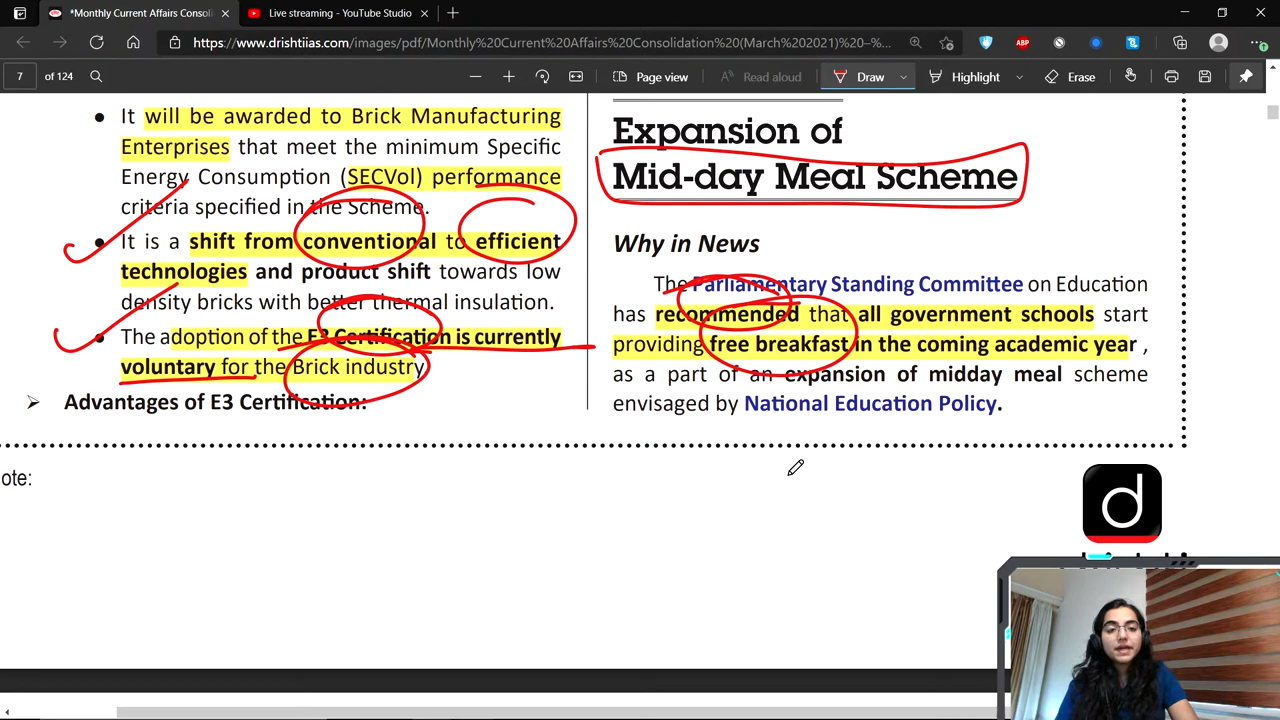 *Monthly Current Affairs Consoli
Live streaming - YouTube Studio
https://www.drishtiias.com/images/pdf/Monthly%20Current%20Affairs%20Consolidation%20(March%202021)%20–%...
ABP
7 of 124
Page view
Read aloud
Draw
Highlight
Erase
It will be awarded to Brick Manufacturing
Enterprises that meet the minimum Specific
Energy Consumption (SECVol) performance
criteria specified in the Scheme.
It is a shift from conventional to efficient
technologies and product shift towards low
density bricks with better thermal insulation.
The adoption of the E3 Certification is currently
voluntary for the Brick industry
Advantages of E3 Certification:
Expansion of
Mid-day Meal Scheme
Why in News
The Parliamentary Standing Committee on Education
has recommended that all government schools start
providing free breakfast in the coming academic year ,
as a part of an expansion of midday meal scheme
envisaged by National Education Policy.
ote:
d